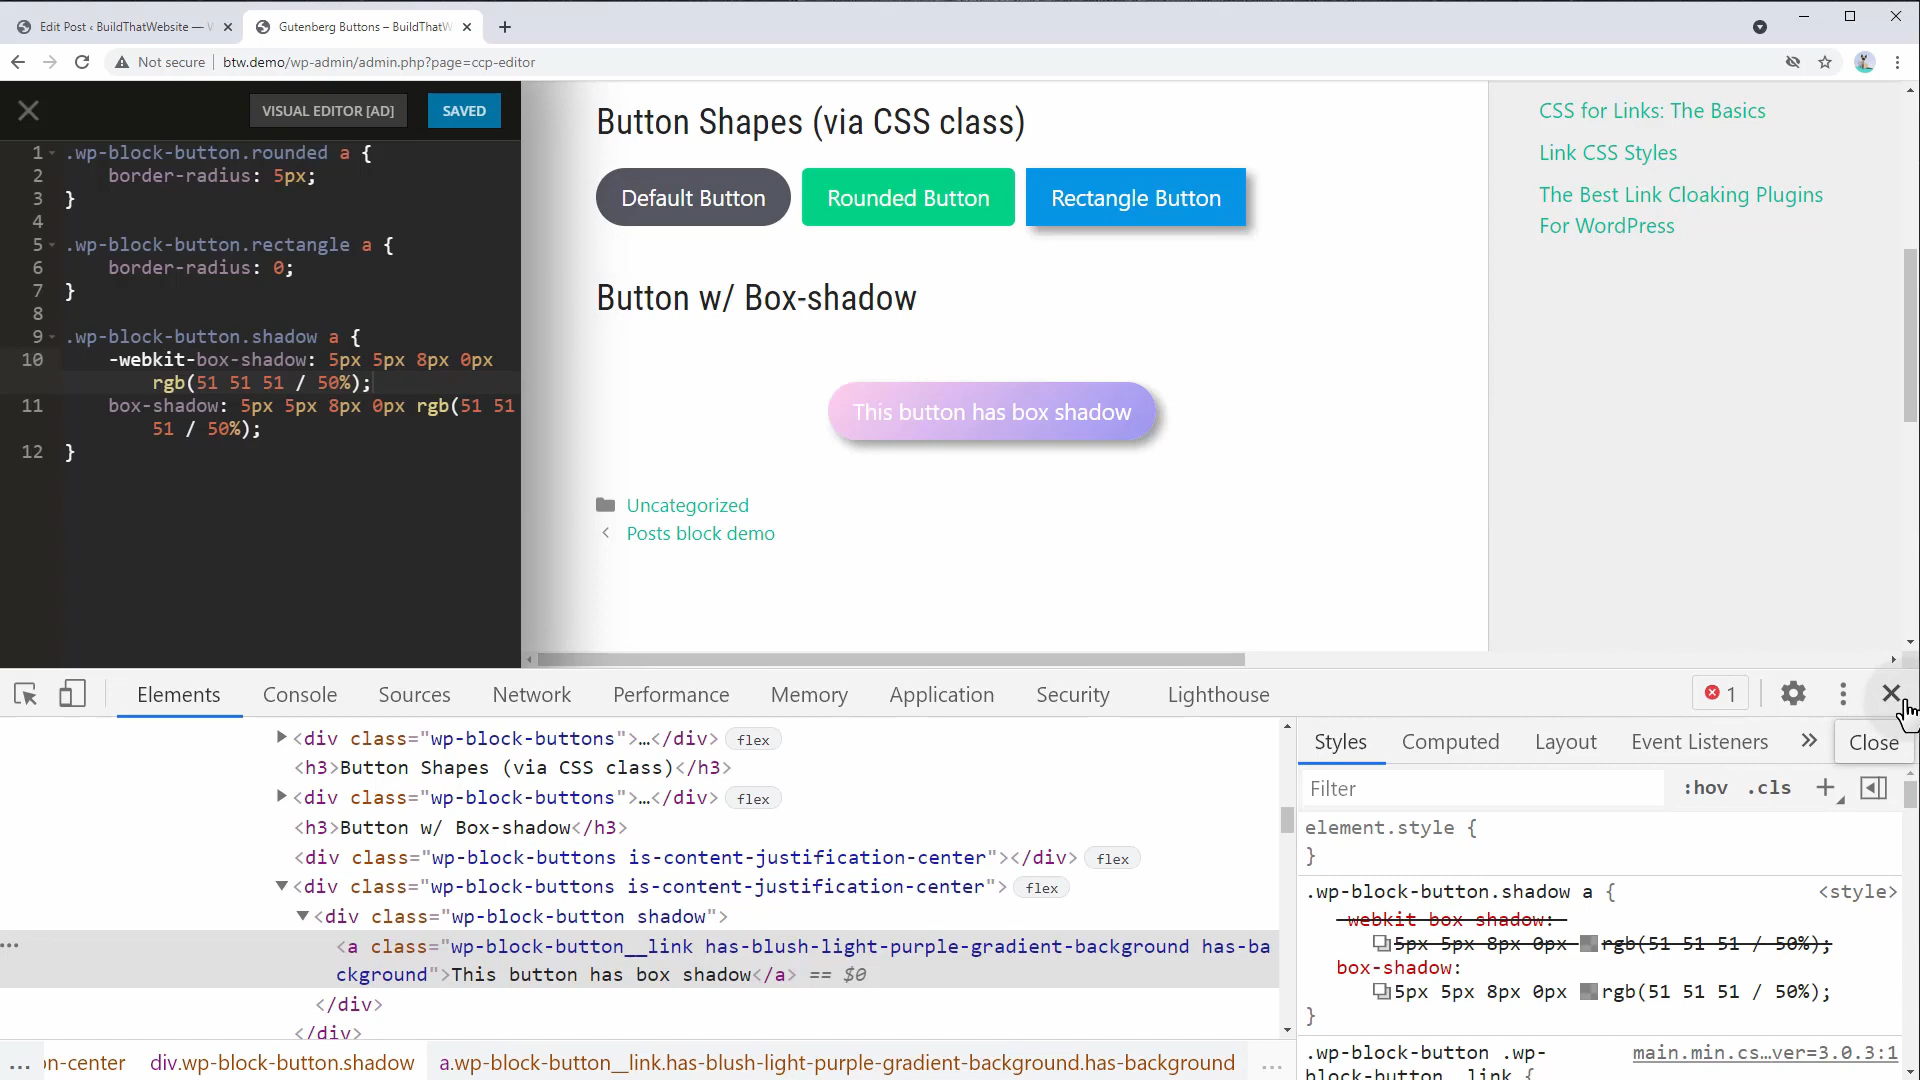 Edit Post ‹ BuildThatWebsite —
Gutenberg Buttons – BuildThatW
Not secure
btw.demo/wp-admin/admin.php?page=ccp-editor
VISUAL EDITOR [AD]
SAVED
1 .wp-block-button.rounded a {
2 border-radius: 5px;
3 }
4
5 .wp-block-button.rectangle a {
6 border-radius: 0;
7 }
8
9 .wp-block-button.shadow a {
10 -webkit-box-shadow: 5px 5px 8px 0px
rgb(51 51 51 / 50%);
11 box-shadow: 5px 5px 8px 0px rgb(51 51
51 / 50%);
12 }
Button Shapes (via CSS class)
Default Button
Rounded Button
Rectangle Button
Button w/ Box-shadow
This button has box shadow
Uncategorized
Posts block demo
CSS for Links: The Basics
Link CSS Styles
The Best Link Cloaking Plugins
For WordPress
Elements
Console
Sources
Network
Performance
Memory
Application
Security
Lighthouse
1
<div class="wp-block-buttons">…</div> flex
<h3>Button Shapes (via CSS class)</h3>
<div class="wp-block-buttons">…</div> flex
<h3>Button w/ Box-shadow</h3>
<div class="wp-block-buttons is-content-justification-center"></div> flex
<div class="wp-block-buttons is-content-justification-center"> flex
<div class="wp-block-button shadow">
<a class="wp-block-button__link has-blush-light-purple-gradient-background has-ba
ckground">This button has box shadow</a> == $0
</div>
</div>
... on-center
div.wp-block-button.shadow
a.wp-block-button__link.has-blush-light-purple-gradient-background.has-background
...
Styles
Computed
Layout
Event Listeners
Close
Filter
:hov
.cls
element.style {
}
.wp-block-button.shadow a {
<style>
-webkit-box-shadow:
5px 5px 8px 0px rgb(51 51 51 / 50%);
box-shadow:
5px 5px 8px 0px rgb(51 51 51 / 50%);
}
.wp-block-button .wp-
main.min.cs…ver=3.0.3:1
block-button__link {